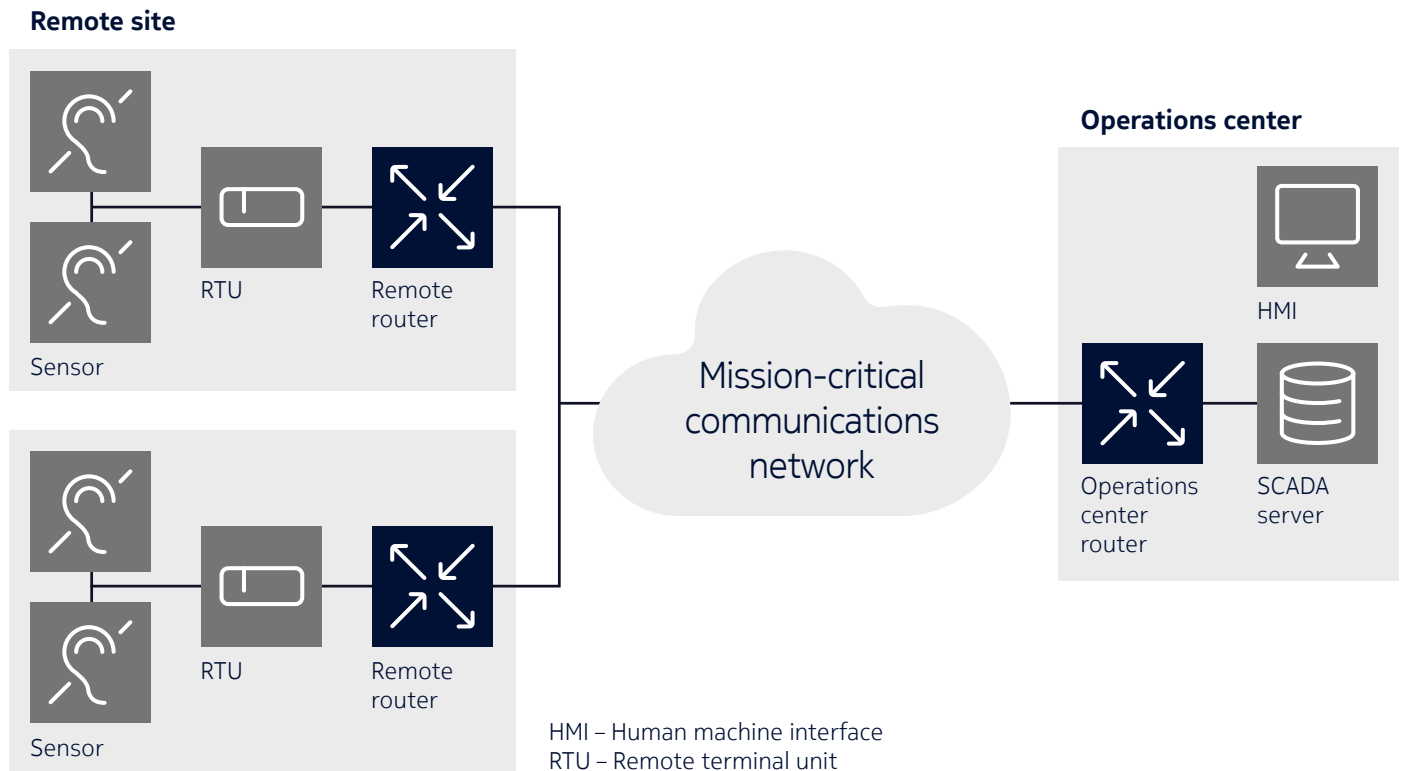 Remote site
RTU
Remote
router
Sensor
RTU
Remote
router
Sensor
Mission-critical
communications
network
Operations center
HMI
Operations
center
router
SCADA
server
HMI – Human machine interface
RTU – Remote terminal unit